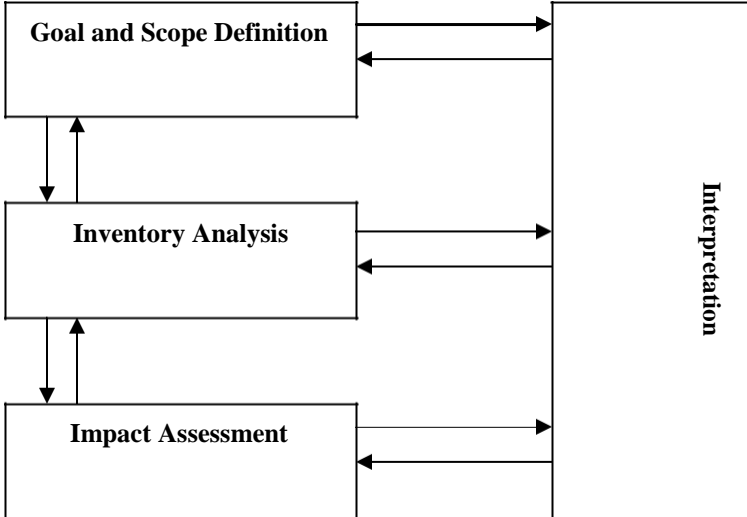 Goal and Scope Definition
Inventory Analysis
Impact Assessment
Interpretation